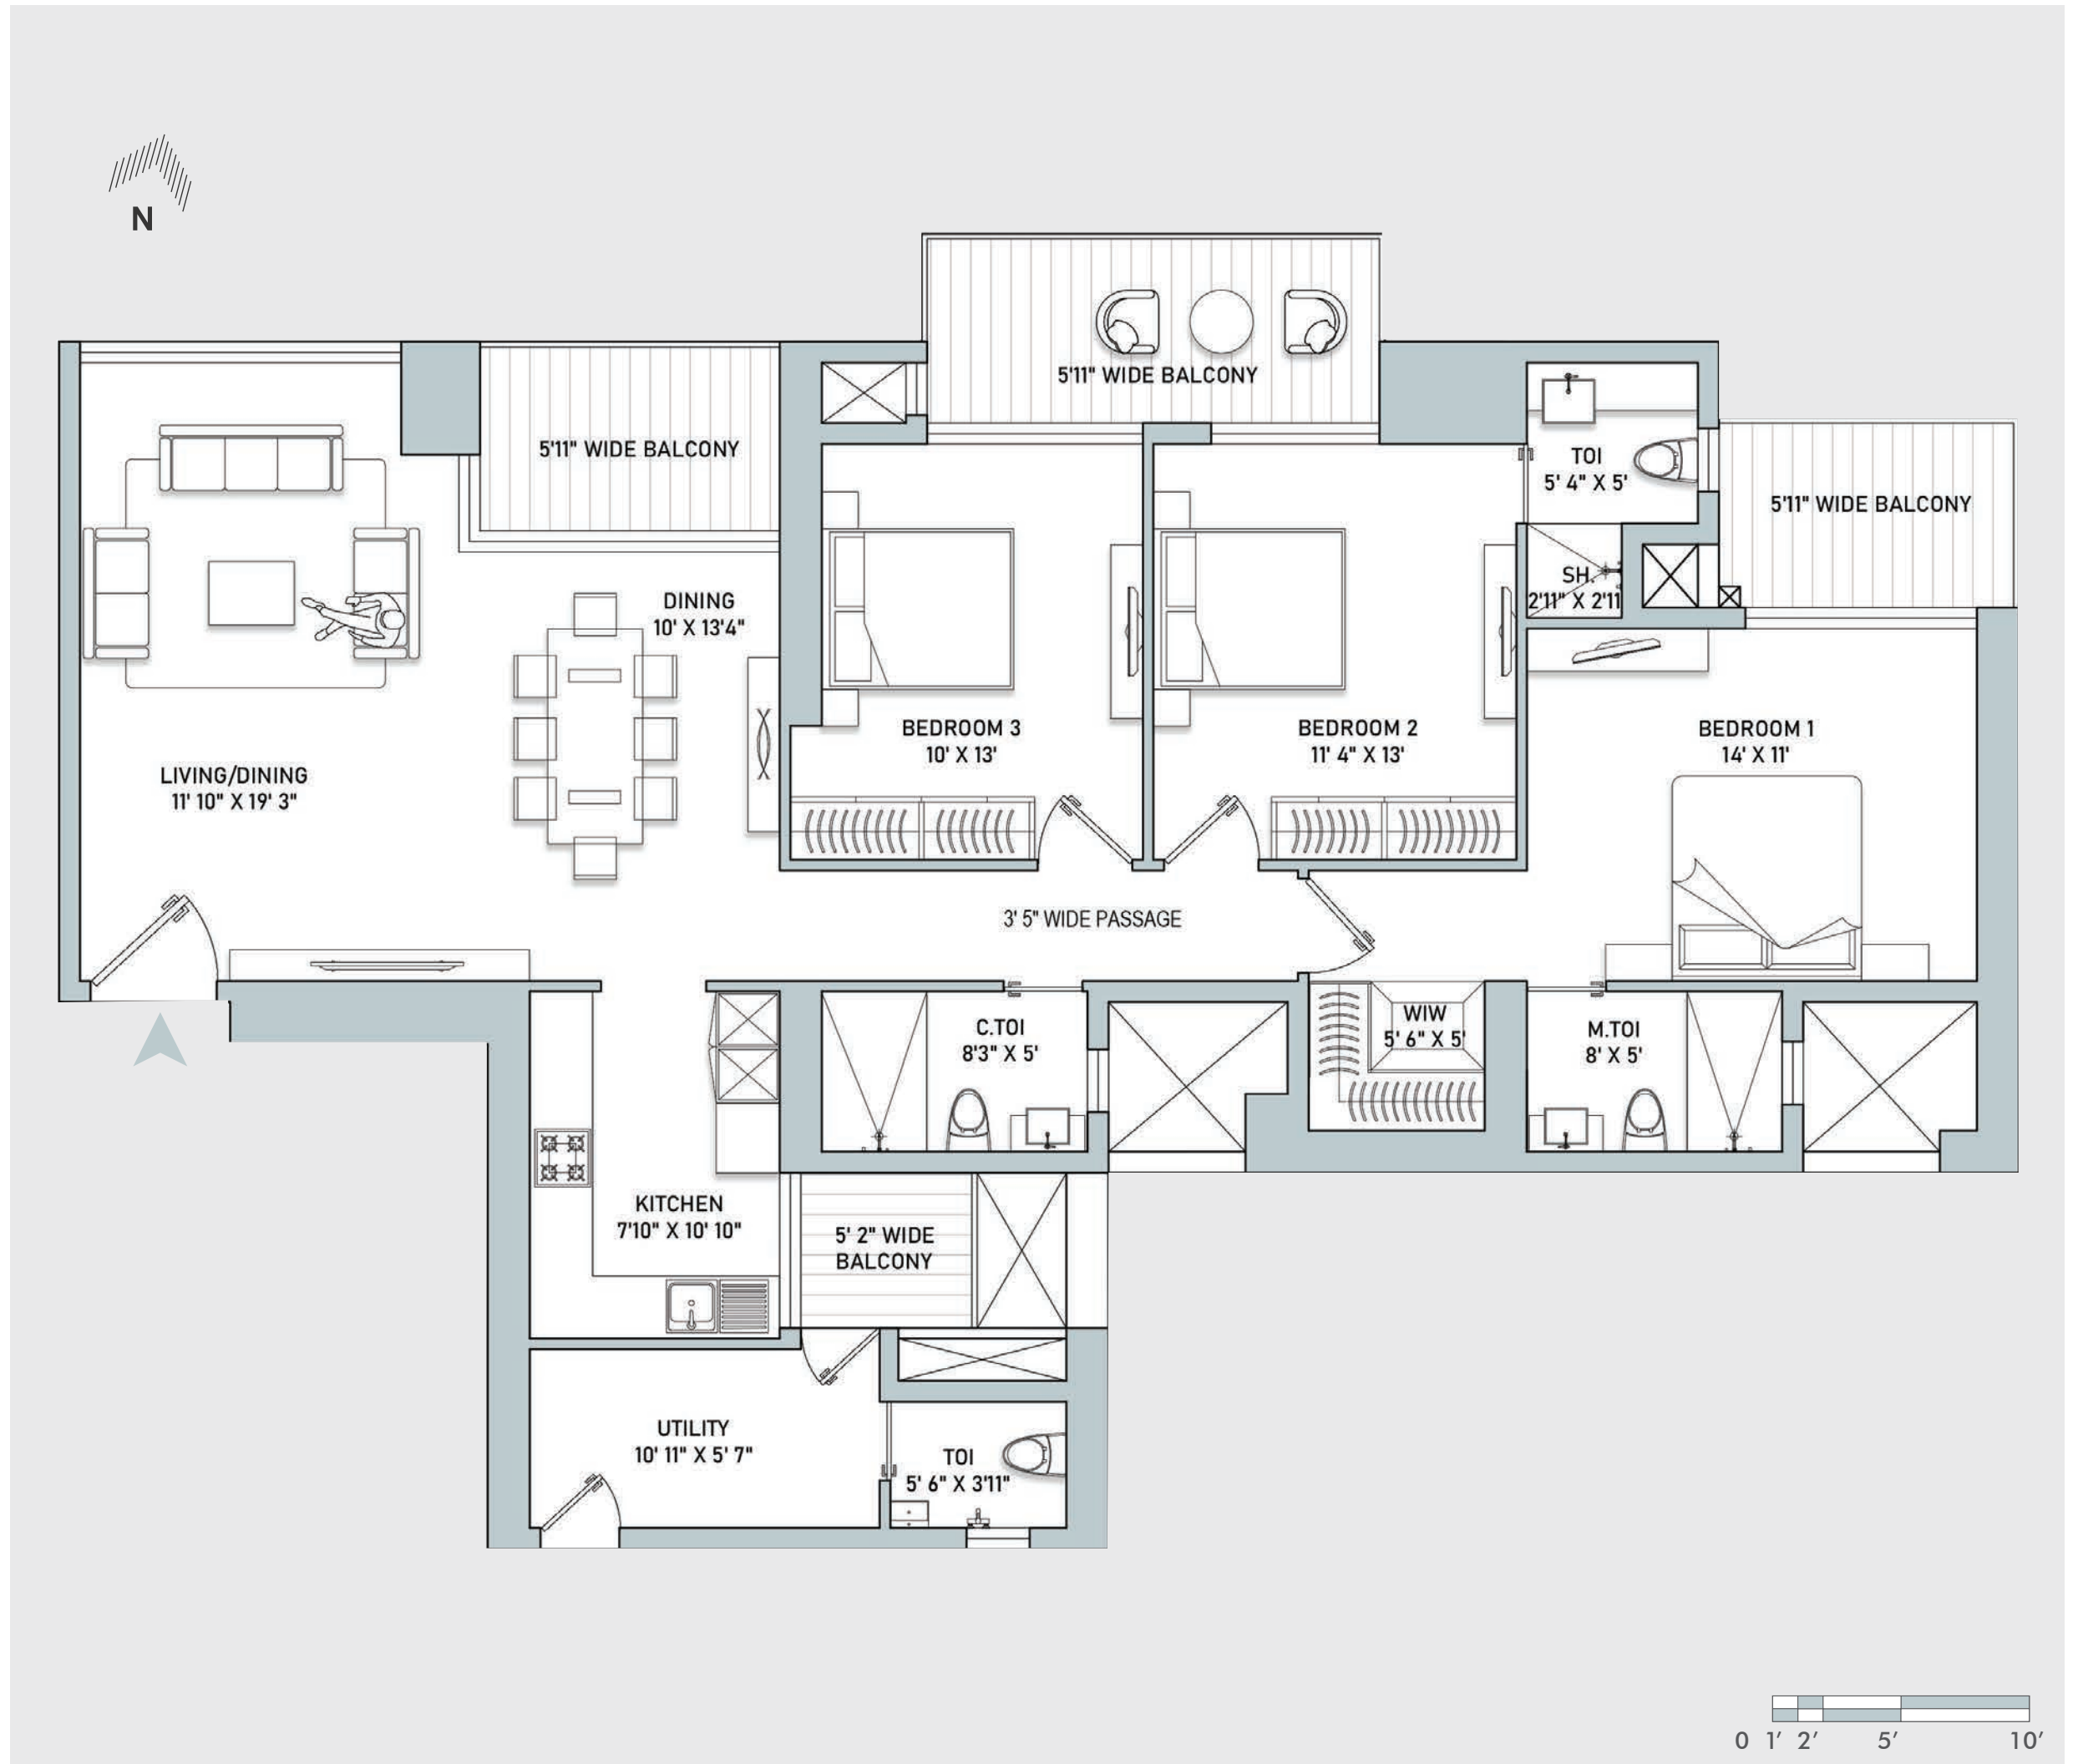 N
5'11" WIDE BALCONY
5'11" WIDE BALCONY
TOI
5' 4" X 5'
5'11" WIDE BALCONY
SH.
2'11" X 2'11
DINING
10' X 13'4"
BEDROOM 3
10' X 13'
BEDROOM 2
11' 4" X 13'
BEDROOM 1
14' X 11'
LIVING/DINING
11' 10" X 19' 3"
3' 5" WIDE PASSAGE
C.TOI
8'3" X 5'
WIW
5' 6" X 5'
M.TOI
8' X 5'
KITCHEN
7'10" X 10' 10"
5' 2" WIDE
BALCONY
UTILITY
10' 11" X 5' 7"
TOI
5' 6" X 3'11"
0 1' 2' 5' 10'